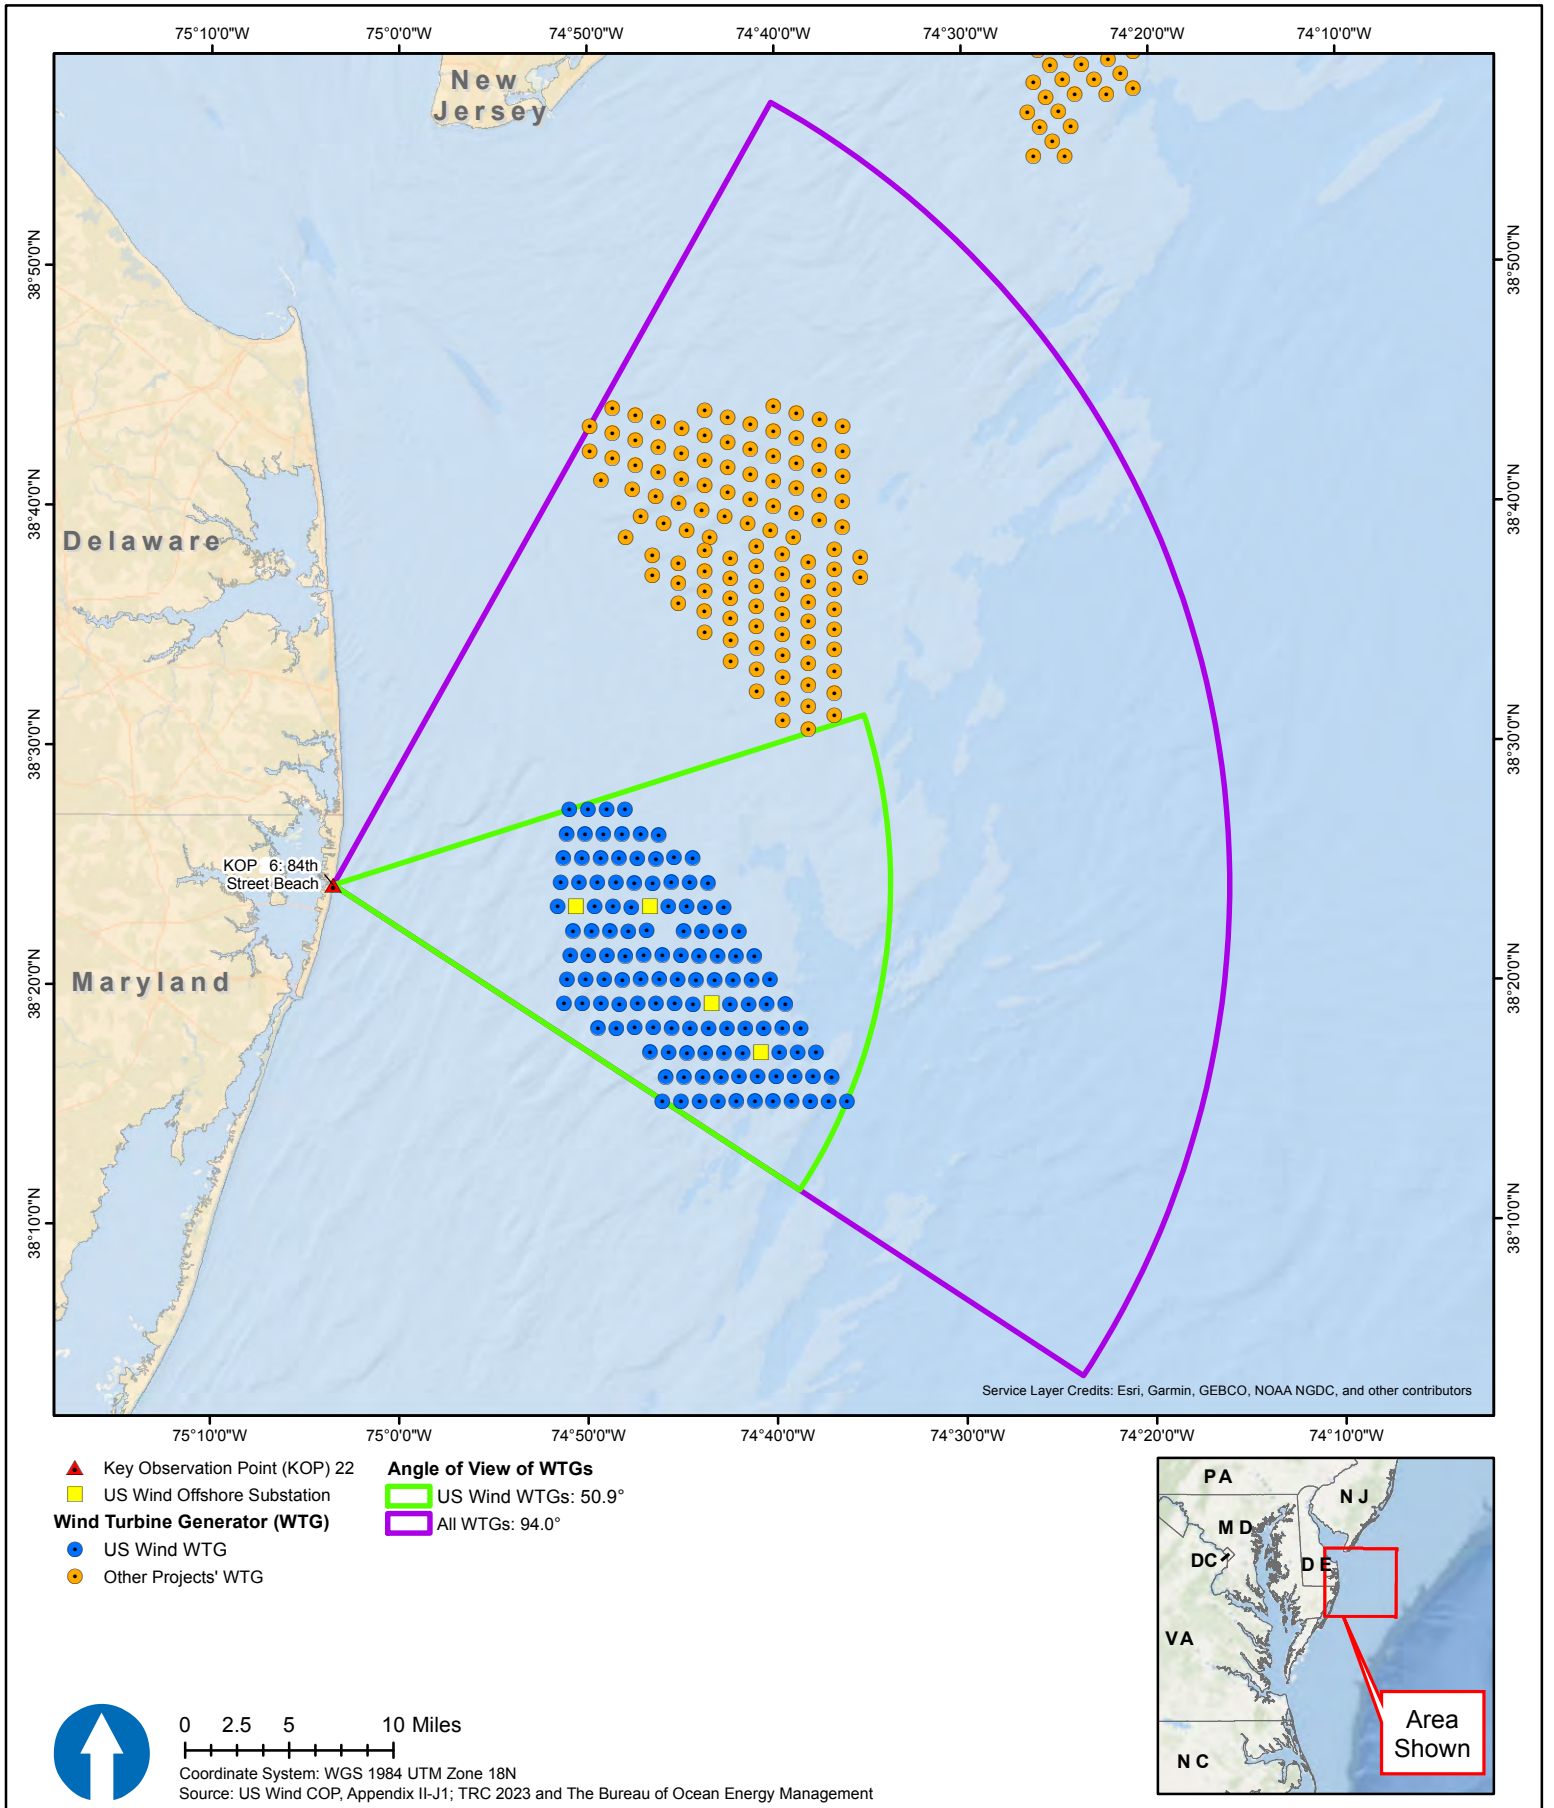 75°10'0"W 75°0'0"W 74°50'0"W 74°40'0"W 74°30'0"W 74°20'0"W 74°10'0"W
New
Jersey
38°50'0"N 38°50'0"N
38°40'0"N 38°40'0"N
Delaware
38°30'0"N 38°30'0"N
KOP 6: 84th
Street Beach
38°20'0"N 38°20'0"N
Maryland
38°10'0"N 38°10'0"N
Service Layer Credits: Esri, Garmin, GEBCO, NOAA NGDC, and other contributors
75°10'0"W 75°0'0"W 74°50'0"W 74°40'0"W 74°30'0"W 74°20'0"W 74°10'0"W
Key Observation Point (KOP) 22
US Wind Offshore Substation
Wind Turbine Generator (WTG)
US Wind WTG
Other Projects' WTG
Angle of View of WTGs
US Wind WTGs: 50.9°
All WTGs: 94.0°
PA
NJ
MD
DC
DE
VA
NC
Area
Shown
0 2.5 5 10 Miles
Coordinate System: WGS 1984 UTM Zone 18N
Source: US Wind COP, Appendix II-J1; TRC 2023 and The Bureau of Ocean Energy Management